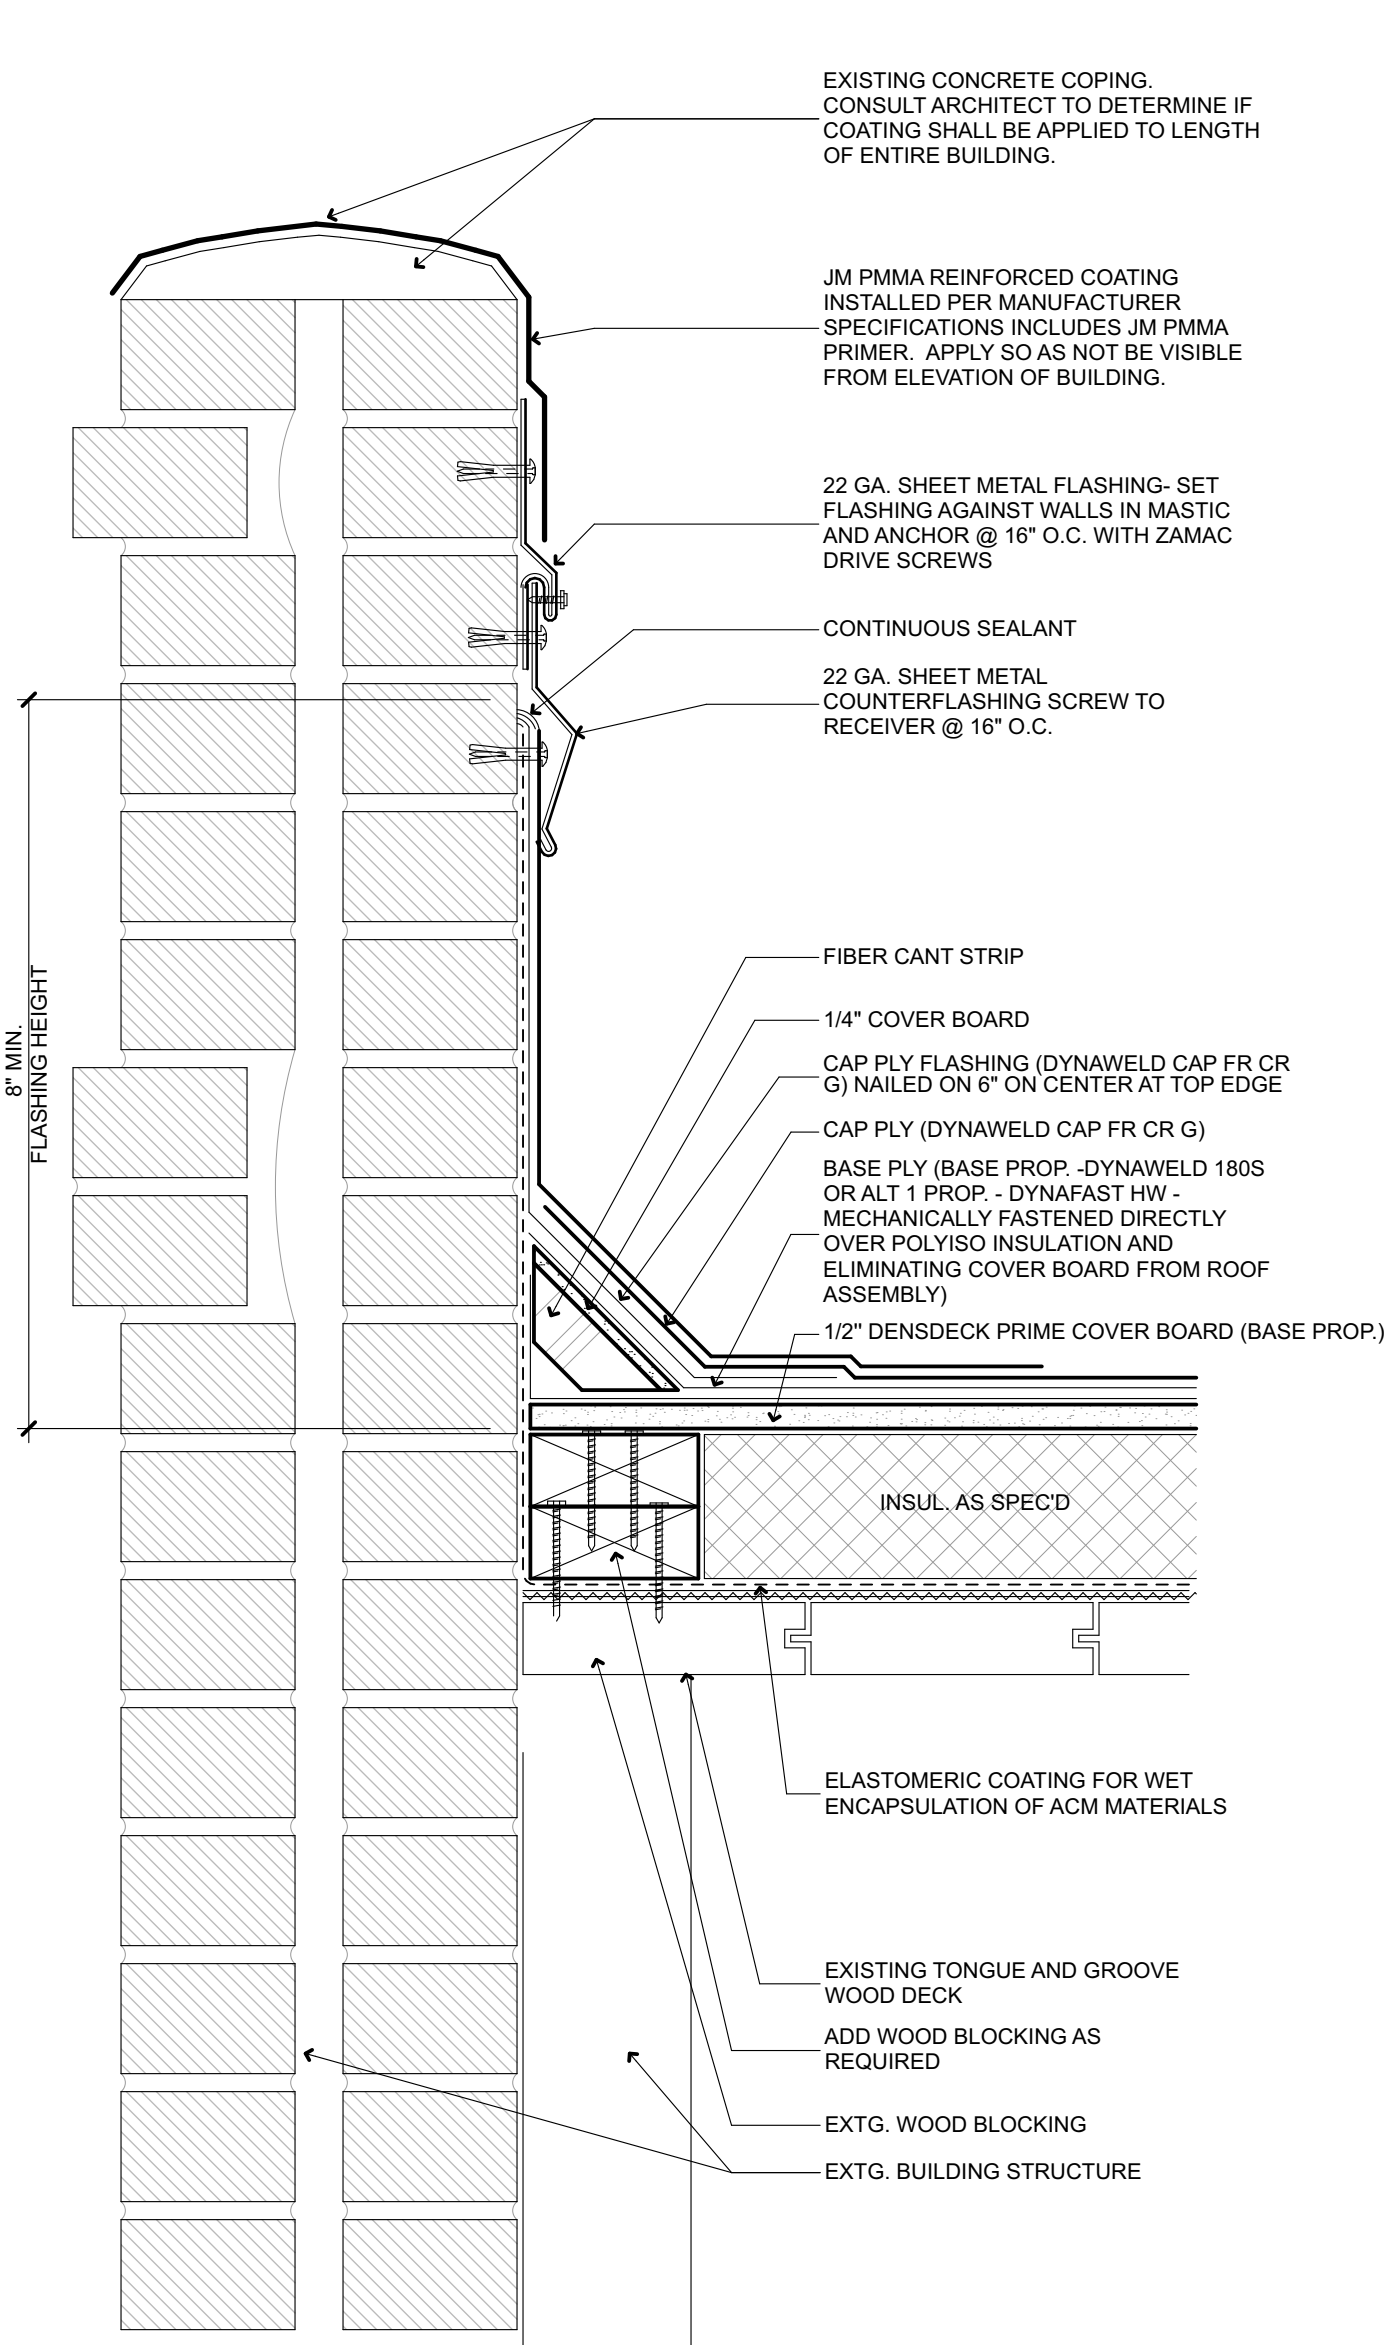 EXISTING CONCRETE COPING.
CONSULT ARCHITECT TO DETERMINE IF
COATING SHALL BE APPLIED TO LENGTH
OF ENTIRE BUILDING.
JM PMMA REINFORCED COATING
INSTALLED PER MANUFACTURER
SPECIFICATIONS INCLUDES JM PMMA
PRIMER. APPLY SO AS NOT BE VISIBLE
FROM ELEVATION OF BUILDING.
22 GA. SHEET METAL FLASHING- SET
FLASHING AGAINST WALLS IN MASTIC
AND ANCHOR @ 16" O.C. WITH ZAMAC
DRIVE SCREWS
CONTINUOUS SEALANT
22 GA. SHEET METAL
COUNTERFLASHING SCREW TO
RECEIVER @ 16" O.C.
8" MIN.
FLASHING HEIGHT
FIBER CANT STRIP
1/4" COVER BOARD
CAP PLY FLASHING (DYNAWELD CAP FR CR
G) NAILED ON 6" ON CENTER AT TOP EDGE
CAP PLY (DYNAWELD CAP FR CR G)
BASE PLY (BASE PROP. -DYNAWELD 180S
OR ALT 1 PROP. - DYNAFAST HW -
MECHANICALLY FASTENED DIRECTLY
OVER POLYISO INSULATION AND
ELIMINATING COVER BOARD FROM ROOF
ASSEMBLY)
1/2" DENSDECK PRIME COVER BOARD (BASE PROP.)
INSUL. AS SPEC'D
ELASTOMERIC COATING FOR WET
ENCAPSULATION OF ACM MATERIALS
EXISTING TONGUE AND GROOVE
WOOD DECK
ADD WOOD BLOCKING AS
REQUIRED
EXTG. WOOD BLOCKING
EXTG. BUILDING STRUCTURE